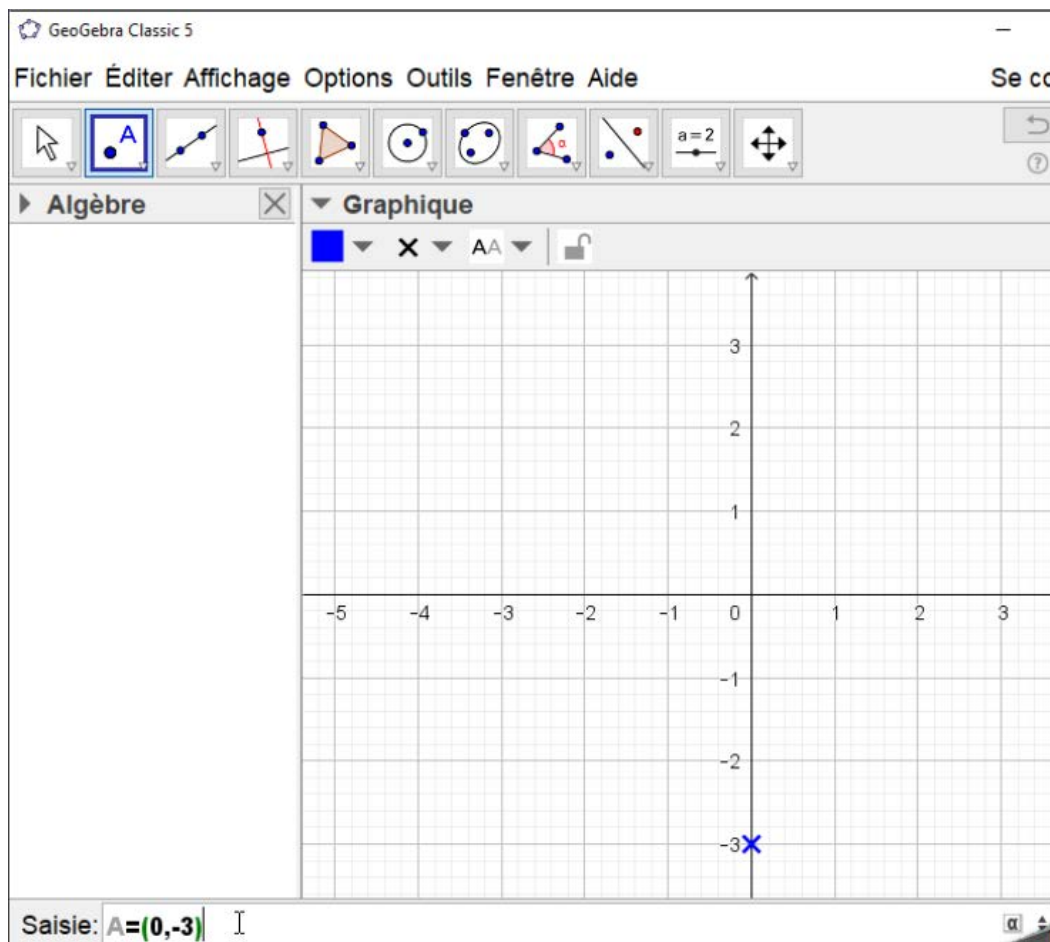 GeoGebra Classic 5
Fichier Éditer Affichage Options Outils Fenêtre Aide Se co
A α a=2
Algèbre
Graphique
AA
3
2
1
-5 -4 -3 -2 -1 0 1 2 3
-1
-2
-3
Saisie: A=(0,-3) α